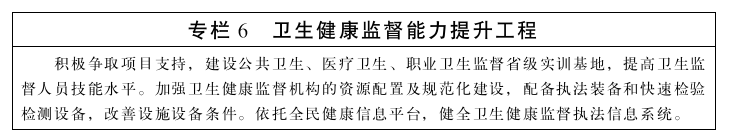 专栏 6 卫生健康监督能力提升工程
积极争取项目支持，建设公共卫生、医疗卫生、职业卫生监督省级实训基地，提高卫生监
督人员技能水平。加强卫生健康监督机构的资源配置及规范化建设，配备执法装备和快速检验
检测设备，改善设施设备条件。依托全民健康信息平台，健全卫生健康监督执法信息系统。